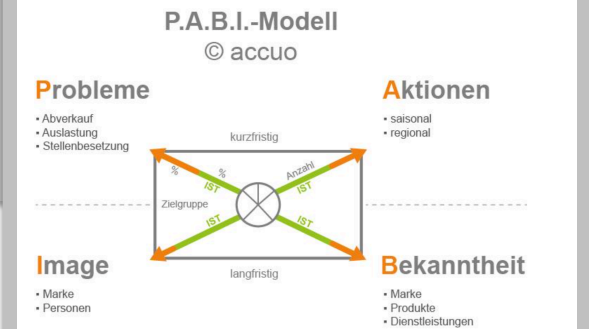 P.A.B.I.-Modell
© accuo
Probleme
▪ Abverkauf
▪ Auslastung
▪ Stellenbesetzung
Aktionen
▪ saisonal
▪ regional
kurzfristig
%
%
IST
Anzahl
IST
Zielgruppe
IST
IST
langfristig
Image
▪ Marke
▪ Personen
Bekanntheit
▪ Marke
▪ Produkte
▪ Dienstleistungen